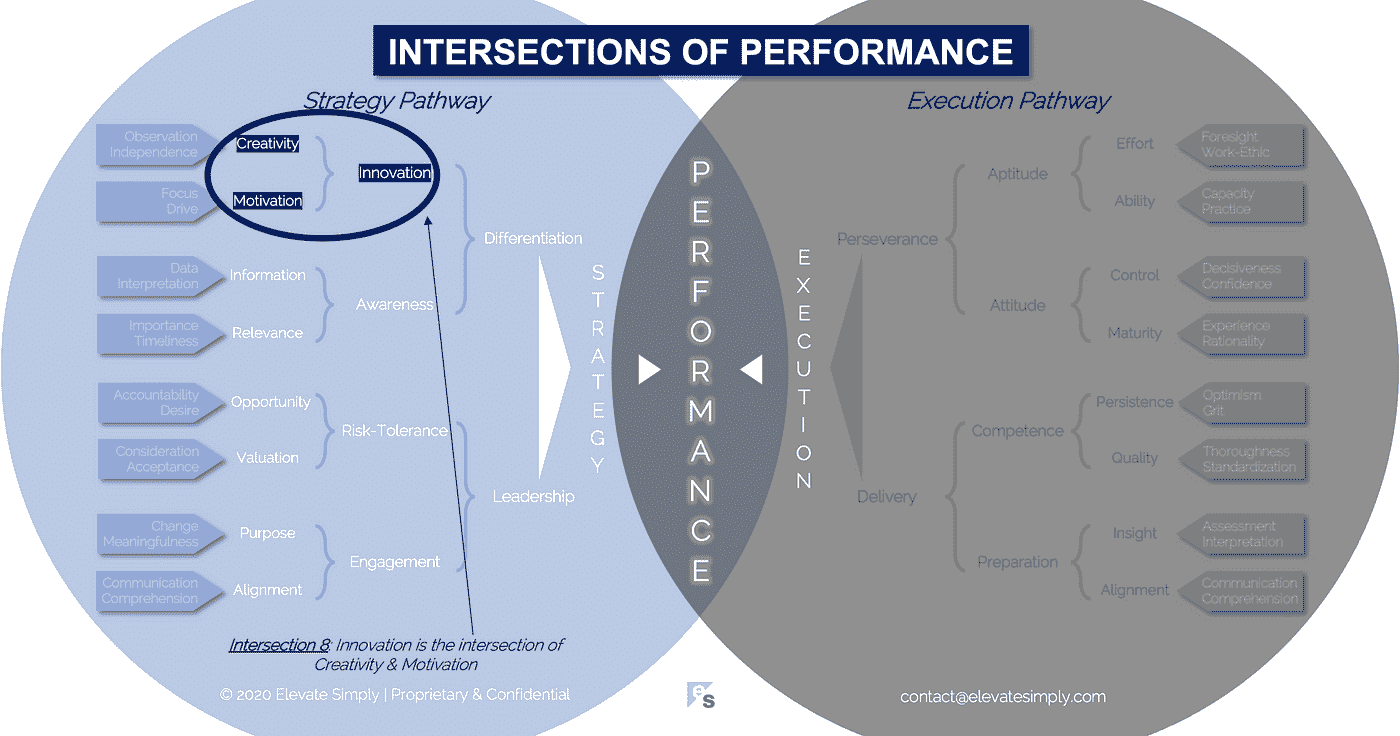 INTERSECTIONS OF PERFORMANCE
Strategy Pathway
Observation
Independence
Creativity
Focus
Drive
Motivation
Innovation
Differentiation
Data
Interpretation
Information
Importance
Timeliness
Relevance
Awareness
Accountability
Desire
Opportunity
Consideration
Acceptance
Valuation
Risk-Tolerance
Leadership
Change
Meaningfulness
Purpose
Communication
Comprehension
Alignment
Engagement
STRATEGY
PERFORMANCE
EXECUTION
Execution Pathway
Perseverance
Aptitude
Effort
Foresight
Work-Ethic
Ability
Capacity
Practice
Attitude
Control
Decisiveness
Confidence
Maturity
Experience
Rationality
Delivery
Competence
Persistence
Optimism
Grit
Quality
Thoroughness
Standardization
Preparation
Insight
Assessment
Interpretation
Alignment
Communication
Comprehension
Intersection 8: Innovation is the intersection of
Creativity & Motivation
© 2020 Elevate Simply | Proprietary & Confidential
es
contact@elevatesimply.com